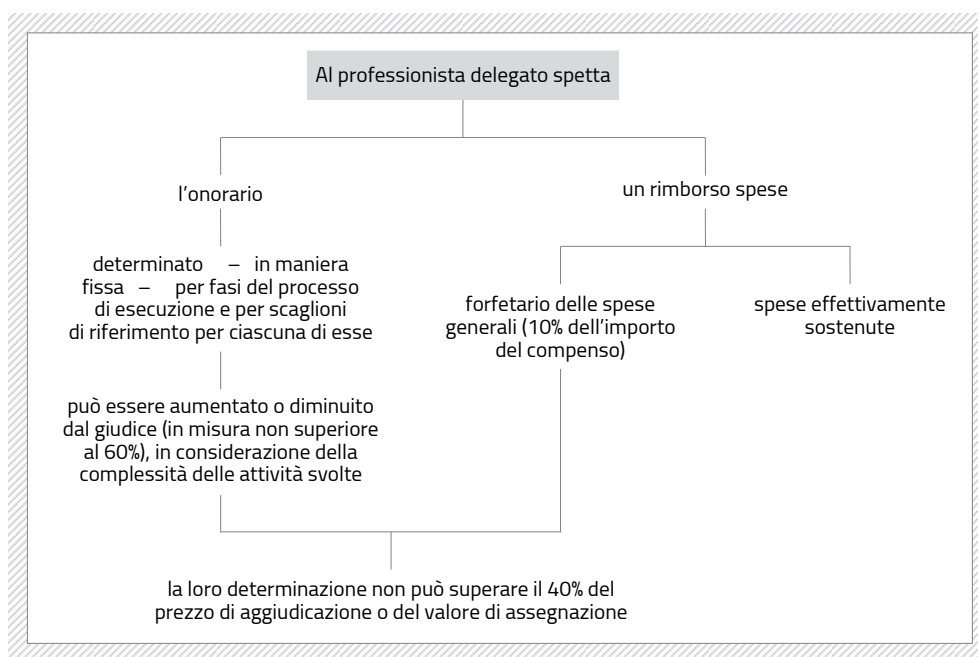 Al professionista delegato spetta
l'onorario
un rimborso spese
determinato – in maniera
fissa – per fasi del processo
di esecuzione e per scaglioni
di riferimento per ciascuna di esse
forfetario delle spese
generali (10% dell'importo
del compenso)
spese effettivamente
sostenute
può essere aumentato o diminuito
dal giudice (in misura non superiore
al 60%), in considerazione della
complessità delle attività svolte
la loro determinazione non può superare il 40% del
prezzo di aggiudicazione o del valore di assegnazione